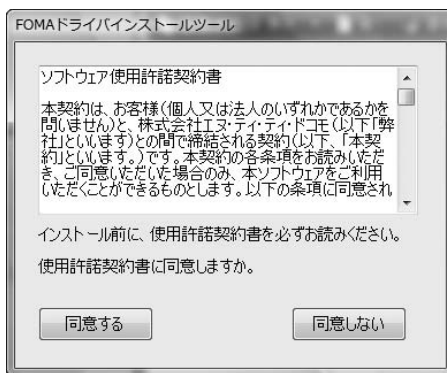 FOMAドライバインストールツール
ソフトウェア使用許諾契約書
本契約は、お客様(個人又は法人のいずれかであるかを
問いません)と、株式会社エヌ・ティ・ティ・ドコモ(以下「弊
社」といいます)との間で締結される契約(以下、「本契
約」といいます。)です。本契約の各条項をお読みいただ
き、ご同意いただいた場合のみ、本ソフトウェアをご利用
いただくことができるものとします。以下の条項に同意され
インストール前に、使用許諾契約書を必ずお読みください。
使用許諾契約書に同意しますか。
同意する
同意しない